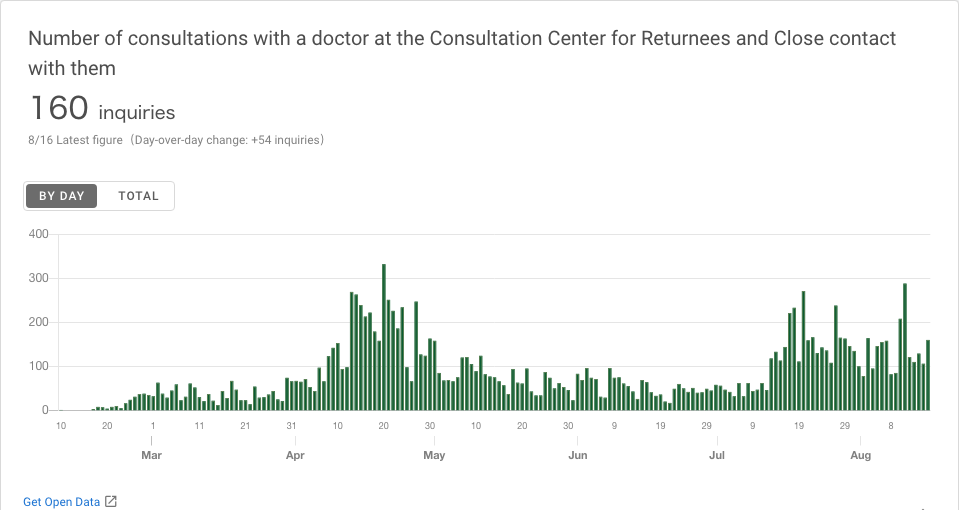 Number of consultations with a doctor at the Consultation Center for Returnees and Close contact
with them
160 inquiries
8/16 Latest figure（Day-over-day change: +54 inquiries）
BY DAY TOTAL
400
300
200
100
0
10 20 1 11 21 31 10 20 30 10 20 30 9 19 29 9 19 29 8
Mar Apr May Jun Jul Aug
Get Open Data